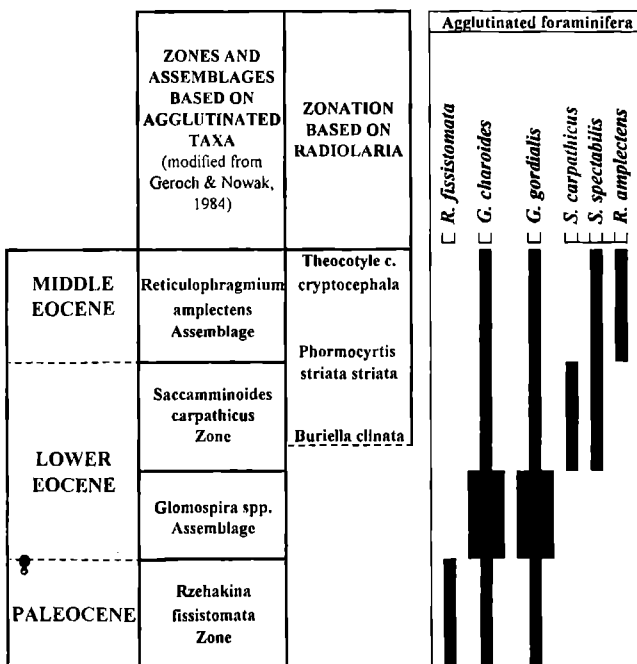 ZONES AND
ASSEMBLAGES
BASED ON
AGGLUTINATED
TAXA
(modified from
Geroch & Nowak,
1984)
ZONATION
BASED ON
RADIOLARIA
Agglutinated foraminifera
R. fissistomata
G. charoides
G. gordialis
S. carpathicus
S. spectabilis
R. amplectens
MIDDLE
EOCENE
LOWER
EOCENE
PALEOCENE
Reticulophragmium
amplectens
Assemblage
Saccamminoides
carpathicus
Zone
Glomospira spp.
Assemblage
Rzehakina
fissistomata
Zone
Theocotyle c.
cryptocephala
Phormocyrtis
striata striata
Buriella clinata